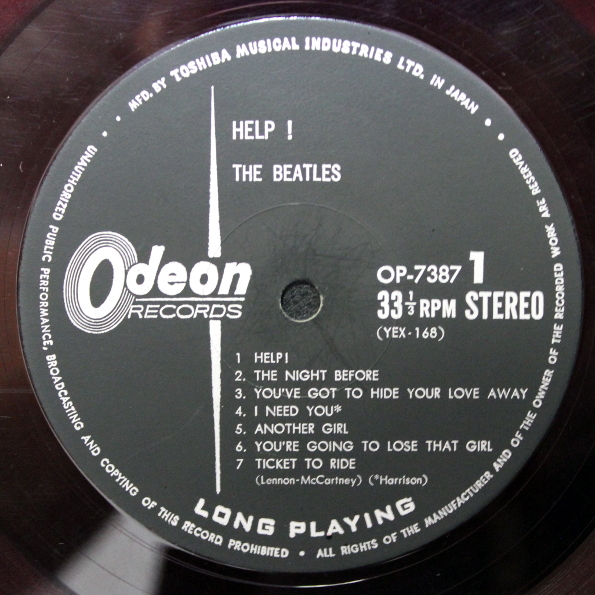 MFD. BY TOSHIBA MUSICAL INDUSTRIES LTD. IN JAPAN
HELP !
THE BEATLES
Odeon
RECORDS
OP-7387 1
33 1/3 RPM STEREO
(YEX-168)
1 HELP!
2. THE NIGHT BEFORE
3. YOU'VE GOT TO HIDE YOUR LOVE AWAY
4. I NEED YOU*
5. ANOTHER GIRL
6. YOU'RE GOING TO LOSE THAT GIRL
7 TICKET TO RIDE
(Lennon-McCartney) (*Harrison)
LONG PLAYING
UNAUTHORIZED PUBLIC PERFORMANCE, BROADCASTING AND COPYING OF THIS RECORD PROHIBITED • ALL RIGHTS OF THE MANUFACTURER AND OF THE OWNER OF THE RECORDED WORK ARE RESERVED